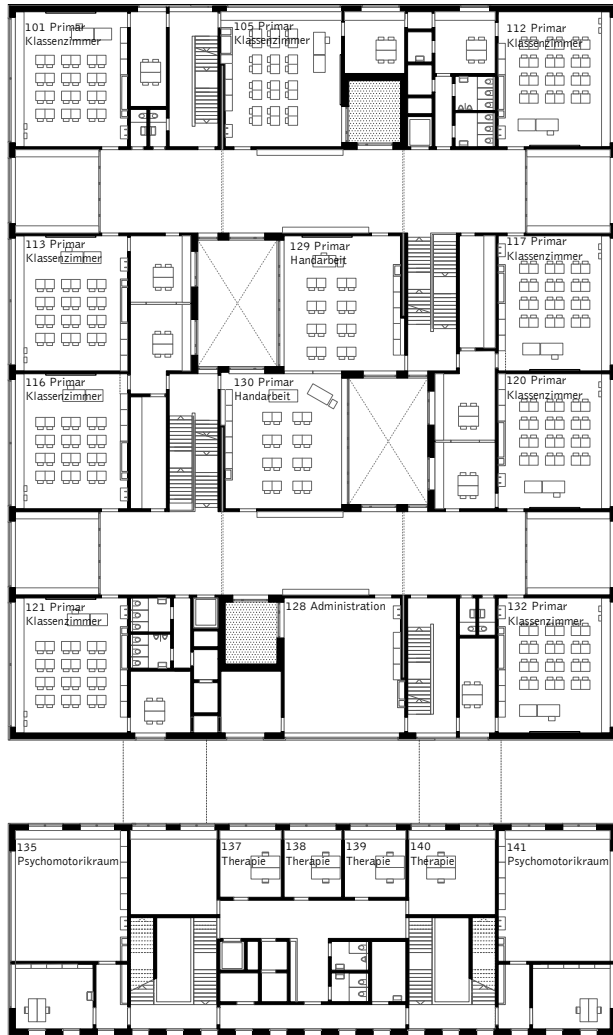 101 Primar
Klassenzimmer
105 Primar
Klassenzimmer
112 Primar
Klassenzimmer
113 Primar
Klassenzimmer
129 Primar
Handarbeit
117 Primar
Klassenzimmer
116 Primar
Klassenzimmer
130 Primar
Handarbeit
120 Primar
Klassenzimmer
121 Primar
Klassenzimmer
128 Administration
132 Primar
Klassenzimmer
135
Psychomotorikraum
137
Therapie
138
Therapie
139
Therapie
140
Therapie
141
Psychomotorikraum